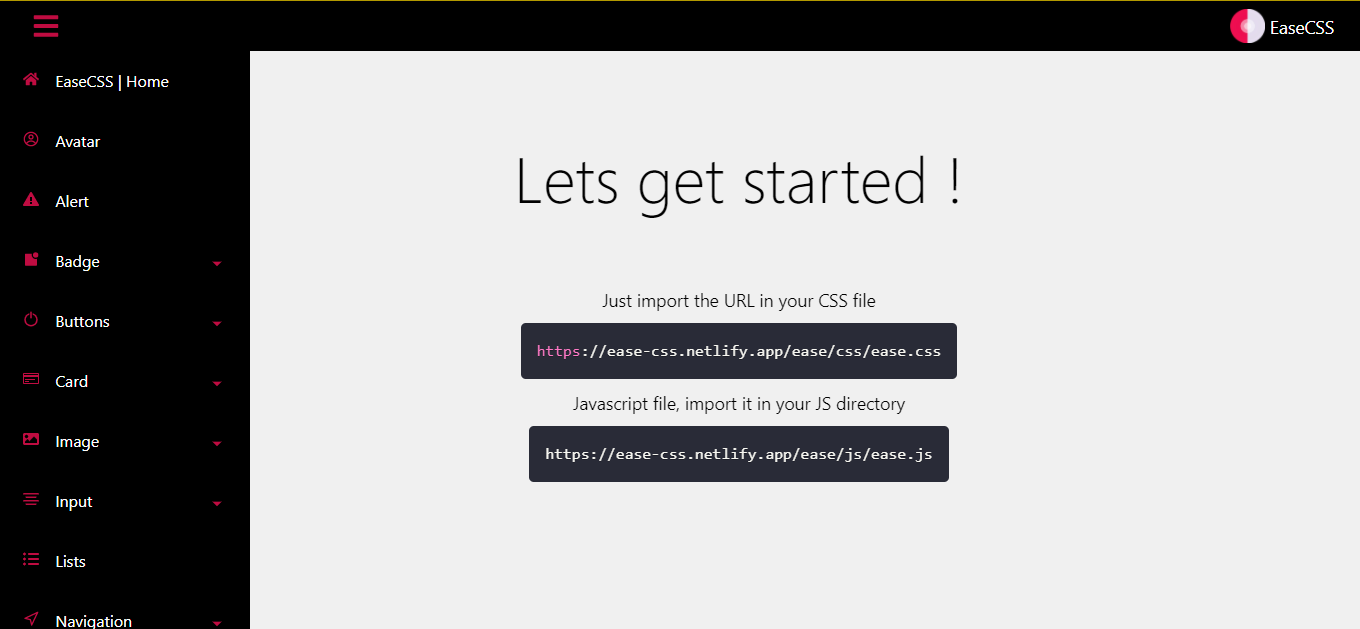 EaseCSS
EaseCSS | Home
Avatar
Alert
Badge
Buttons
Card
Image
Input
Lists
Navigation
Lets get started !
Just import the URL in your CSS file
https://ease-css.netlify.app/ease/css/ease.css
Javascript file, import it in your JS directory
https://ease-css.netlify.app/ease/js/ease.js